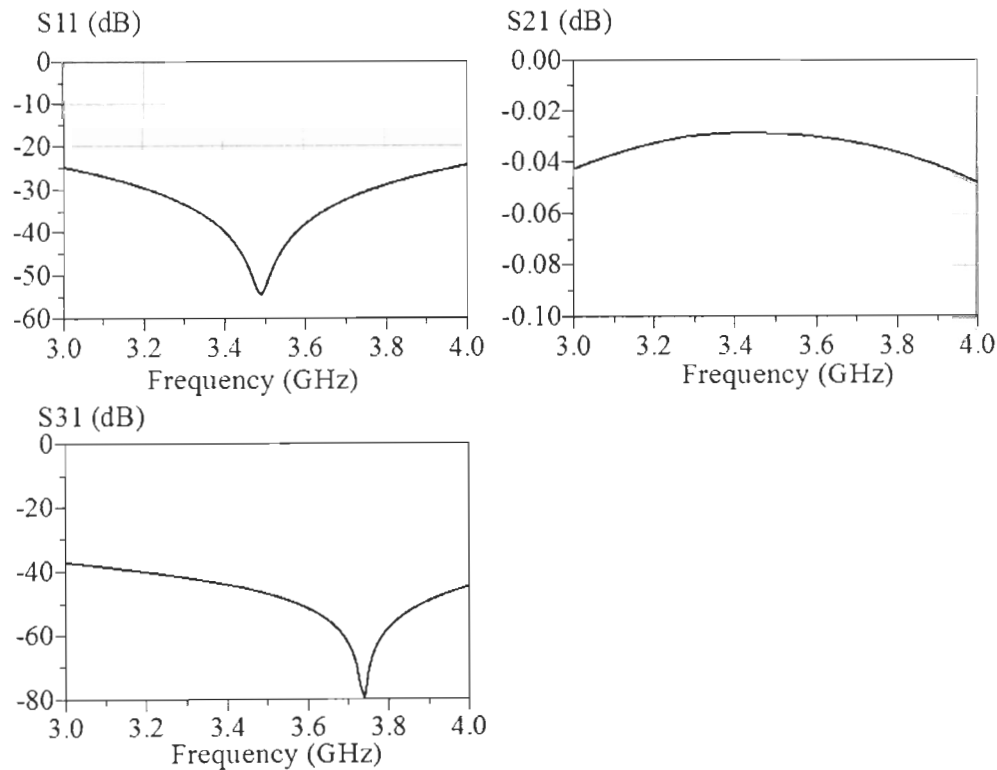 S11 (dB)
0
-10
-20
-30
-40
-50
-60
3.0 3.2 3.4 3.6 3.8 4.0
Frequency (GHz)
S21 (dB)
0.00
-0.02
-0.04
-0.06
-0.08
-0.10
3.0 3.2 3.4 3.6 3.8 4.0
Frequency (GHz)
S31 (dB)
0
-20
-40
-60
-80
3.0 3.2 3.4 3.6 3.8 4.0
Frequency (GHz)